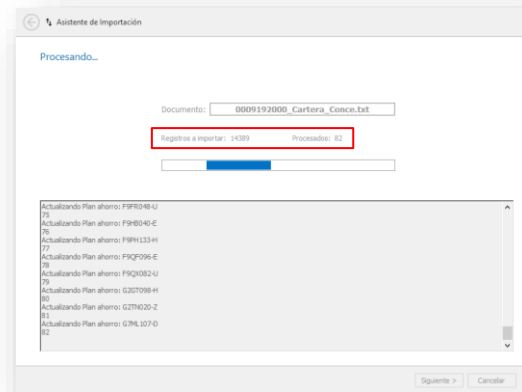 Asistente de Importación
Procesando...
Documento: 0009192000_Cartera_Conce.txt
Registros a importar: 14389 Procesados: 82
Actualizando Plan ahorro: F9FR048-U
75
Actualizando Plan ahorro: F9HB040-E
76
Actualizando Plan ahorro: F9PH133-H
77
Actualizando Plan ahorro: F9QF096-E
78
Actualizando Plan ahorro: F9QX082-U
79
Actualizando Plan ahorro: G2GT098-H
80
Actualizando Plan ahorro: G2TN020-Z
81
Actualizando Plan ahorro: G7ML107-D
82
Siguiente > Cancelar